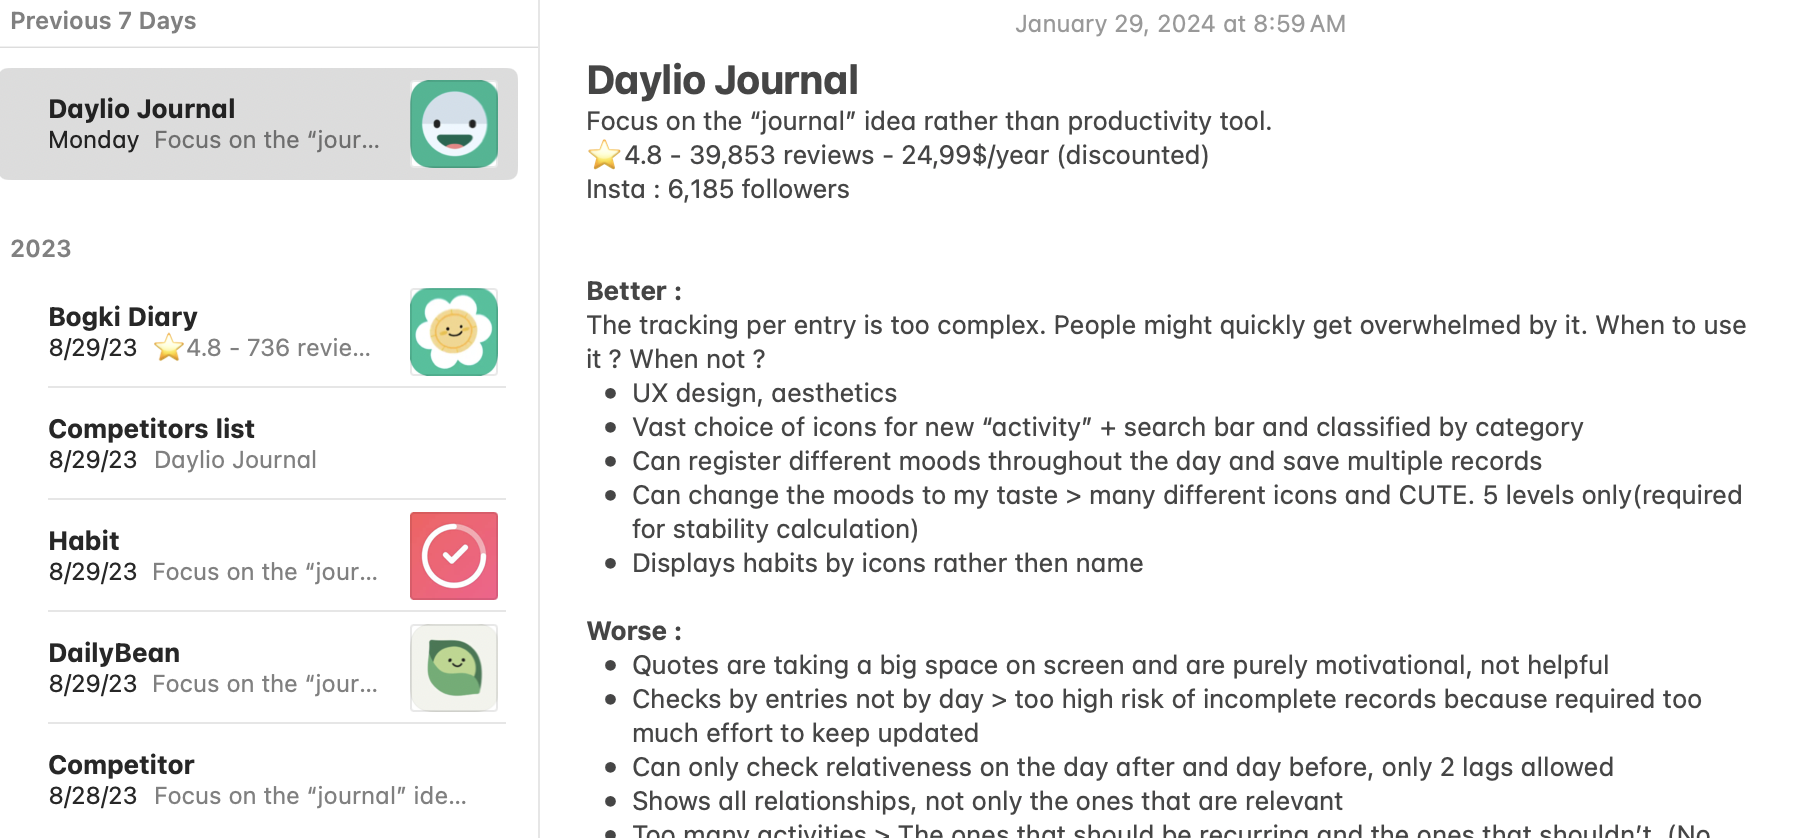 Previous 7 Days
Daylio Journal
Monday Focus on the “jour...
2023
Bogki Diary
8/29/23 ⭐4.8 - 736 revie...
Competitors list
8/29/23 Daylio Journal
Habit
8/29/23 Focus on the “jour...
DailyBean
8/29/23 Focus on the “jour...
Competitor
8/28/23 Focus on the “journal” ide...
January 29, 2024 at 8:59 AM
Daylio Journal
Focus on the “journal” idea rather than productivity tool.
⭐4.8 - 39,853 reviews - 24,99$/year (discounted)
Insta : 6,185 followers
Better :
The tracking per entry is too complex. People might quickly get overwhelmed by it. When to use
it ? When not ?
• UX design, aesthetics
• Vast choice of icons for new “activity” + search bar and classified by category
• Can register different moods throughout the day and save multiple records
• Can change the moods to my taste > many different icons and CUTE. 5 levels only(required
for stability calculation)
• Displays habits by icons rather then name
Worse :
• Quotes are taking a big space on screen and are purely motivational, not helpful
• Checks by entries not by day > too high risk of incomplete records because required too
much effort to keep updated
• Can only check relativeness on the day after and day before, only 2 lags allowed
• Shows all relationships, not only the ones that are relevant
• Too many activities > The ones that should be recurring and the ones that shouldn’t. (No